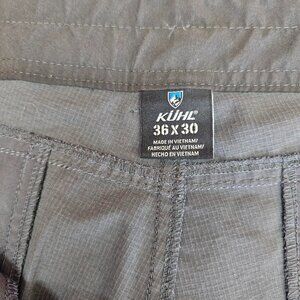 KÜHL®
36 X 30
MADE IN VIETNAM/
FABRIQUÉ AU VIETNAM/
HECHO EN VIETNAM